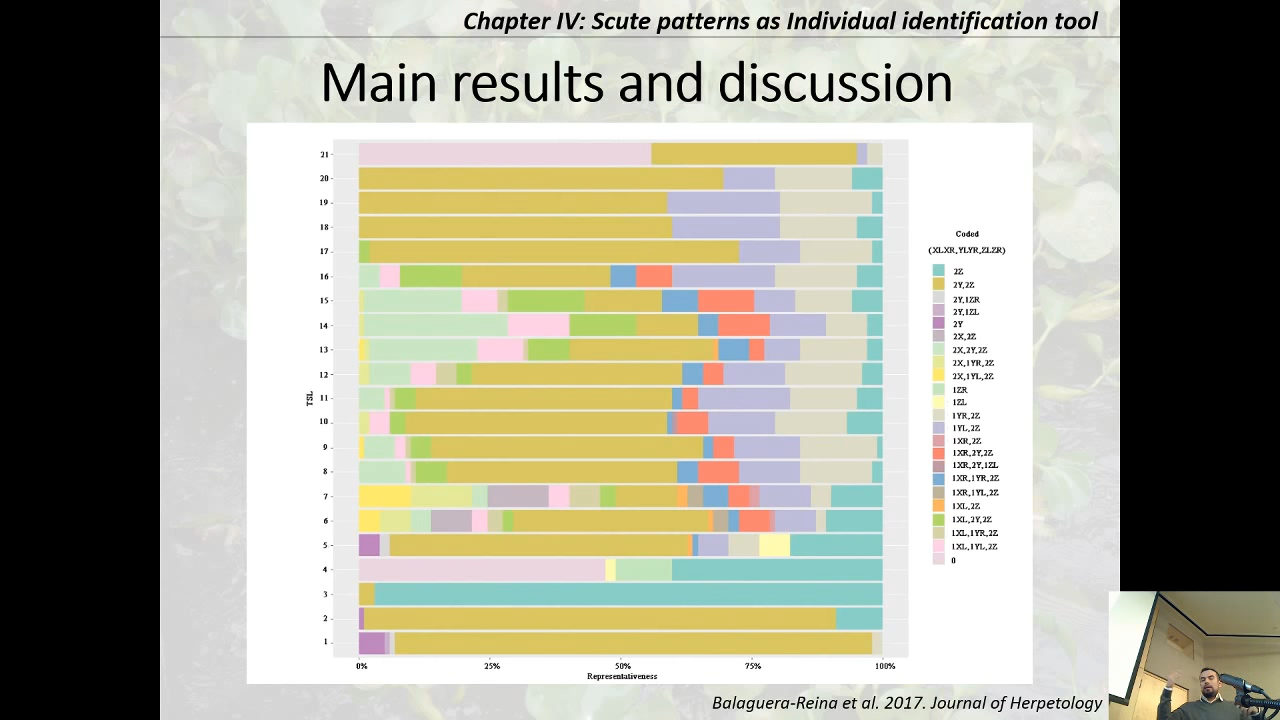 Chapter IV: Scute patterns as Individual identification tool
Main results and discussion
21
20
19
18
17
16
15
14
13
12
11
10
9
8
7
6
5
4
3
2
1
TSL
0% 25% 50% 75% 100%
Representativeness
Coded
(XLXR,YLYR,ZLZR)
2Z
2Y,2Z
2Y,1ZR
2Y,1ZL
2Y
2X,2Z
2X,2Y,2Z
2X,1YR,2Z
2X,1YL,2Z
1ZR
1ZL
1YR,2Z
1YL,2Z
1XR,2Z
1XR,2Y,2Z
1XR,2Y,1ZL
1XR,1YR,2Z
1XR,1YL,2Z
1XL,2Z
1XL,2Y,2Z
1XL,1YR,2Z
1XL,1YL,2Z
0
Balaguera-Reina et al. 2017. Journal of Herpetology